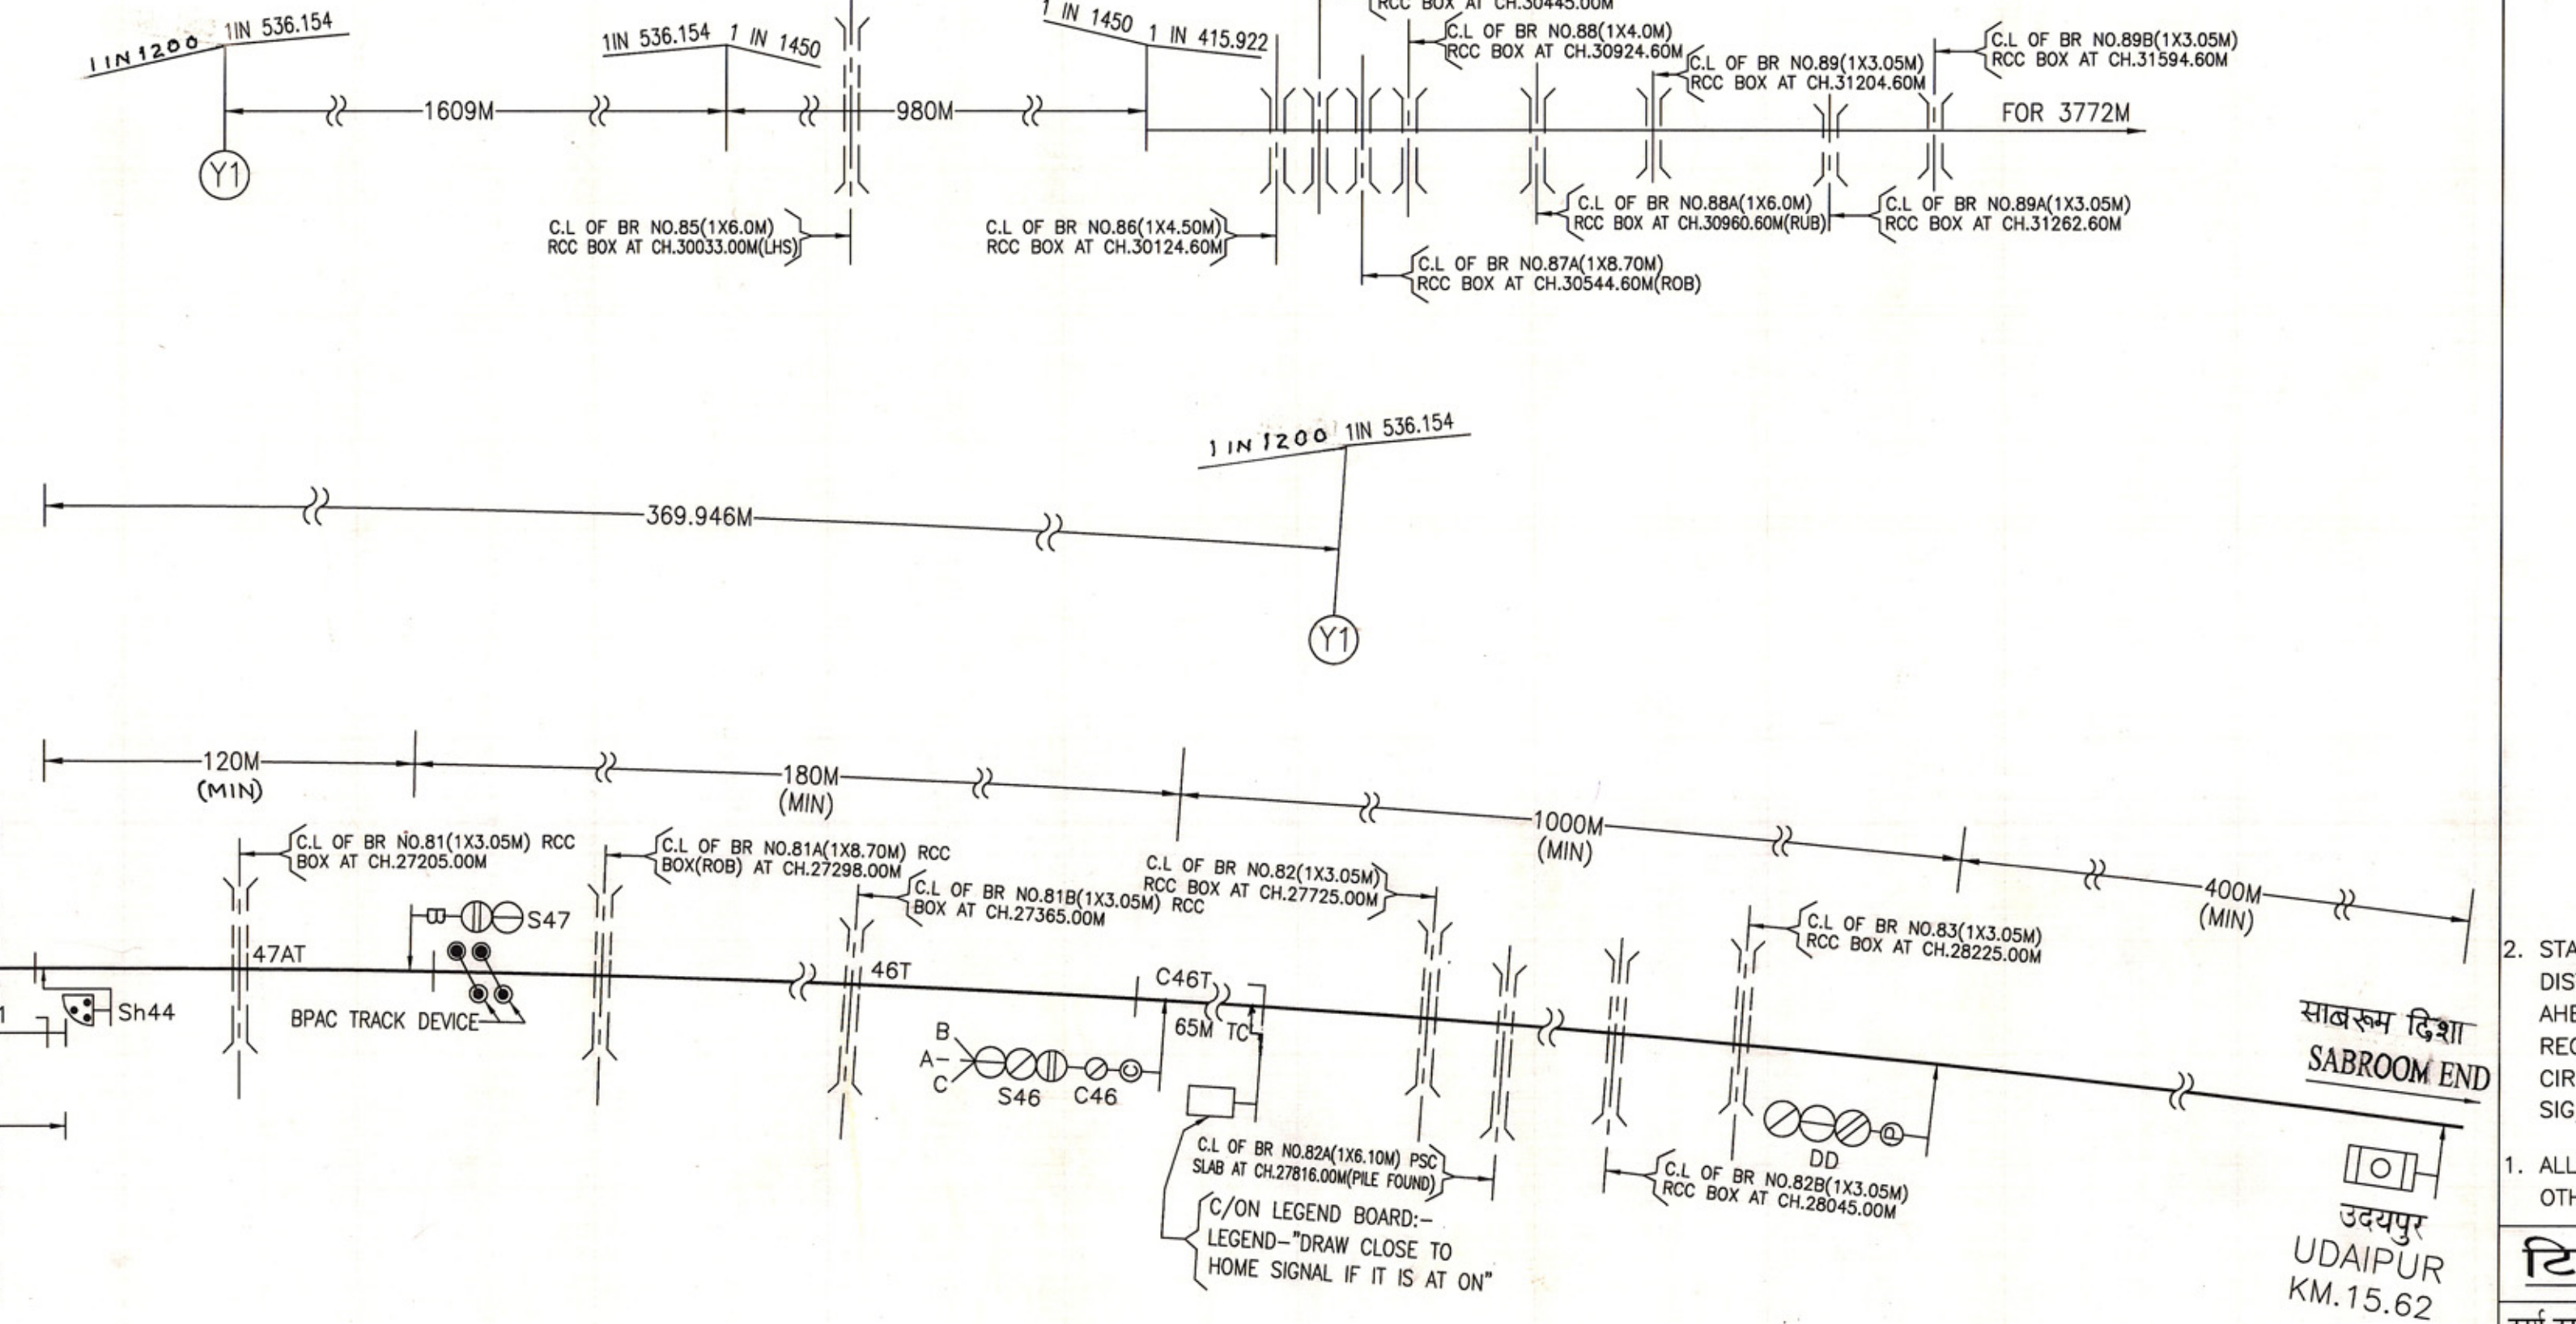 RCC BOX AT CH.30445.00M
1 IN 1200
1IN 536.154
1IN 536.154
1 IN 1450
1 IN 1450
1 IN 415.922
C.L OF BR NO.88(1X4.0M)
RCC BOX AT CH.30924.60M
C.L OF BR NO.89(1X3.05M)
RCC BOX AT CH.31204.60M
C.L OF BR NO.89B(1X3.05M)
RCC BOX AT CH.31594.60M
1609M
980M
FOR 3772M
Y1
C.L OF BR NO.85(1X6.0M)
RCC BOX AT CH.30033.00M(LHS)
C.L OF BR NO.86(1X4.50M)
RCC BOX AT CH.30124.60M
C.L OF BR NO.88A(1X6.0M)
RCC BOX AT CH.30960.60M(RUB)
C.L OF BR NO.89A(1X3.05M)
RCC BOX AT CH.31262.60M
C.L OF BR NO.87A(1X8.70M)
RCC BOX AT CH.30544.60M(ROB)
1 IN 1200
1IN 536.154
369.946M
Y1
120M
(MIN)
180M
(MIN)
1000M
(MIN)
400M
(MIN)
C.L OF BR NO.81(1X3.05M) RCC
BOX AT CH.27205.00M
C.L OF BR NO.81A(1X8.70M) RCC
BOX(ROB) AT CH.27298.00M
C.L OF BR NO.81B(1X3.05M) RCC
BOX AT CH.27365.00M
C.L OF BR NO.82(1X3.05M)
RCC BOX AT CH.27725.00M
C.L OF BR NO.83(1X3.05M)
RCC BOX AT CH.28225.00M
S47
47AT
46T
C46T
65M TC
Sh44
BPAC TRACK DEVICE
B
A
C
S46
C46
C
C.L OF BR NO.82A(1X6.10M) PSC
SLAB AT CH.27816.00M(PILE FOUND)
P
DD
C.L OF BR NO.82B(1X3.05M)
RCC BOX AT CH.28045.00M
C/ON LEGEND BOARD:-
LEGEND-"DRAW CLOSE TO
HOME SIGNAL IF IT IS AT ON"
साबरूम दिशा
SABROOM END
उदयपुर
UDAIPUR
KM.15.62
2. STA
DIS
AHE
REC
CIR
SIG
1. ALL
OTH
टि